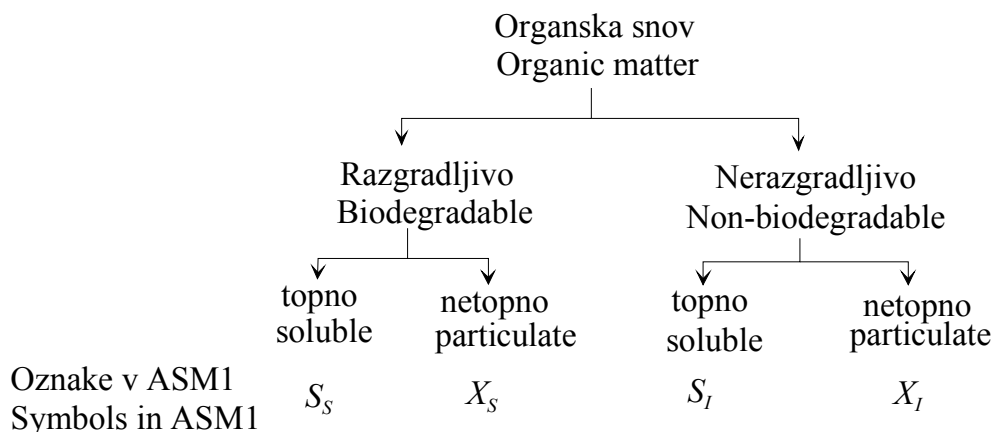 Organska snov
Organic matter
Razgradljivo
Biodegradable
Nerazgradljivo
Non-biodegradable
topno
soluble
netopno
particulate
topno
soluble
netopno
particulate
Oznake v ASM1
Symbols in ASM1
S_S
X_S
S_I
X_I